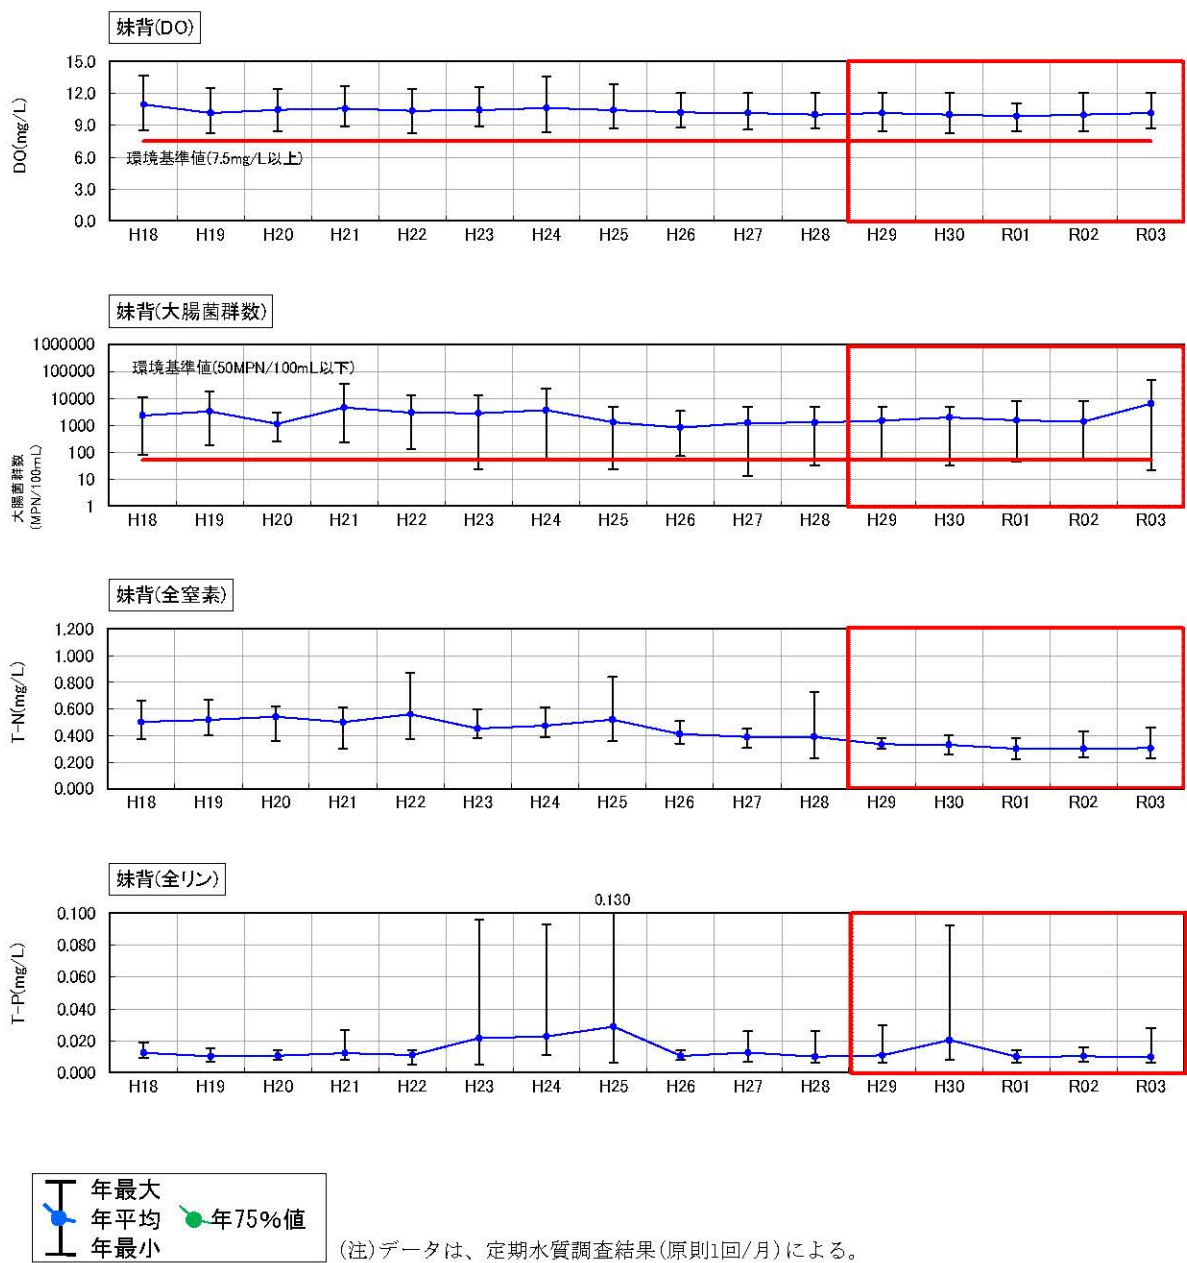 妹背(DO)
DO(mg/L)
15.0
12.0
9.0
6.0
3.0
0.0
環境基準値(7.5mg/L以上)
H18 H19 H20 H21 H22 H23 H24 H25 H26 H27 H28 H29 H30 R01 R02 R03
妹背(大腸菌群数)
大腸菌群数
(MPN/100mL)
1000000
100000
10000
1000
100
10
1
環境基準値(50MPN/100mL以下)
H18 H19 H20 H21 H22 H23 H24 H25 H26 H27 H28 H29 H30 R01 R02 R03
妹背(全窒素)
T-N(mg/L)
1.200
1.000
0.800
0.600
0.400
0.200
0.000
H18 H19 H20 H21 H22 H23 H24 H25 H26 H27 H28 H29 H30 R01 R02 R03
妹背(全リン)
0.130
T-P(mg/L)
0.100
0.080
0.060
0.040
0.020
0.000
H18 H19 H20 H21 H22 H23 H24 H25 H26 H27 H28 H29 H30 R01 R02 R03
年最大
年平均 年75%値
年最小
(注)データは、定期水質調査結果(原則1回/月)による。